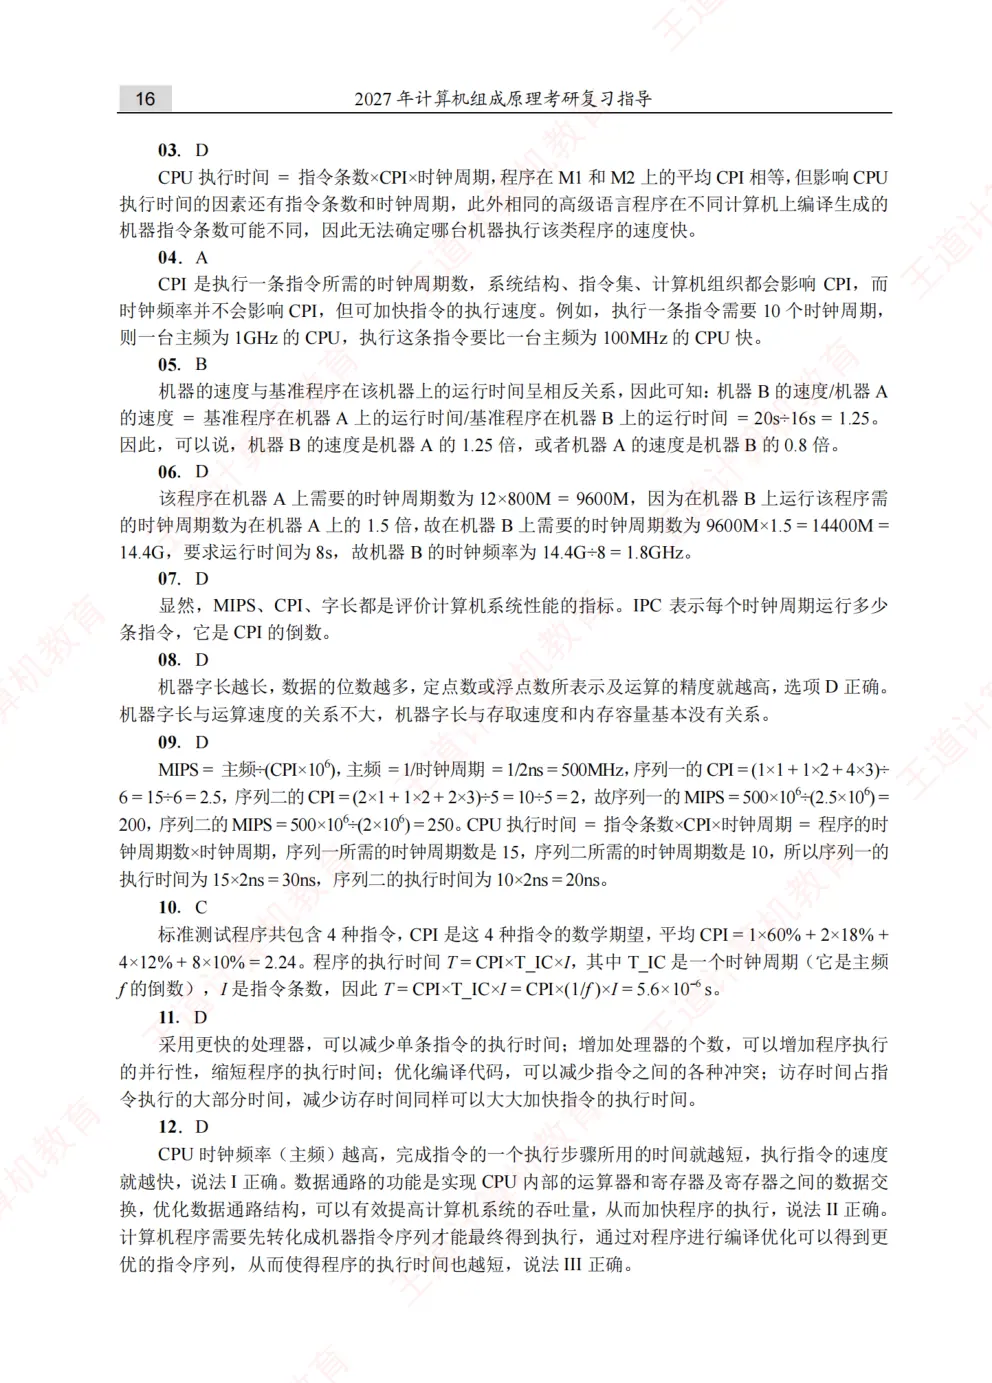 16
2027 年计算机组成原理考研复习指导
03. D
CPU 执行时间 = 指令条数×CPI×时钟周期，程序在 M1 和 M2 上的平均 CPI 相等，但影响 CPU
执行时间的因素还有指令条数和时钟周期，此外相同的高级语言程序在不同计算机上编译生成的
机器指令条数可能不同，因此无法确定哪台机器执行该类程序的速度快。
04. A
CPI 是执行一条指令所需的时钟周期数，系统结构、指令集、计算机组织都会影响 CPI，而
时钟频率并不会影响 CPI，但可加快指令的执行速度。例如，执行一条指令需要 10 个时钟周期，
则一台主频为 1GHz 的 CPU，执行这条指令要比一台主频为 100MHz 的 CPU 快。
05. B
机器的速度与基准程序在该机器上的运行时间呈相反关系，因此可知：机器 B 的速度/机器 A
的速度 = 基准程序在机器 A 上的运行时间/基准程序在机器 B 上的运行时间 = 20s÷16s = 1.25。
因此，可以说，机器 B 的速度是机器 A 的 1.25 倍，或者机器 A 的速度是机器 B 的 0.8 倍。
06. D
该程序在机器 A 上需要的时钟周期数为 12×800M = 9600M，因为在机器 B 上运行该程序需
的时钟周期数为在机器 A 上的 1.5 倍，故在机器 B 上需要的时钟周期数为 9600M×1.5 = 14400M =
14.4G，要求运行时间为 8s，故机器 B 的时钟频率为 14.4G÷8 = 1.8GHz。
07. D
显然，MIPS、CPI、字长都是评价计算机系统性能的指标。IPC 表示每个时钟周期运行多少
条指令，它是 CPI 的倒数。
08. D
机器字长越长，数据的位数越多，定点数或浮点数所表示及运算的精度就越高，选项 D 正确。
机器字长与运算速度的关系不大，机器字长与存取速度和内存容量基本没有关系。
09. D
MIPS = 主频÷(CPI×10⁶)，主频 = 1/时钟周期 = 1/2ns = 500MHz，序列一的 CPI = (1×1 + 1×2 + 4×3)÷
6 = 15÷6 = 2.5，序列二的 CPI = (2×1 + 1×2 + 2×3)÷5 = 10÷5 = 2，故序列一的 MIPS = 500×10⁶÷(2.5×10⁶) =
200，序列二的 MIPS = 500×10⁶÷(2×10⁶) = 250。CPU 执行时间 = 指令条数×CPI×时钟周期 = 程序的时
钟周期数×时钟周期，序列一所需的时钟周期数是 15，序列二所需的时钟周期数是 10，所以序列一的
执行时间为 15×2ns = 30ns，序列二的执行时间为 10×2ns = 20ns。
10. C
标准测试程序共包含 4 种指令，CPI 是这 4 种指令的数学期望，平均 CPI = 1×60% + 2×18% +
4×12% + 8×10% = 2.24。程序的执行时间 T = CPI×T_IC×I，其中 T_IC 是一个时钟周期（它是主频
f 的倒数），I 是指令条数，因此 T = CPI×T_IC×I = CPI×(1/f)×I = 5.6×10⁻⁶ s。
11. D
采用更快的处理器，可以减少单条指令的执行时间；增加处理器的个数，可以增加程序执行
的并行性，缩短程序的执行时间；优化编译代码，可以减少指令之间的各种冲突；访存时间占指
令执行的大部分时间，减少访存时间同样可以大大加快指令的执行时间。
12. D
CPU 时钟频率（主频）越高，完成指令的一个执行步骤所用的时间就越短，执行指令的速度
就越快，说法 I 正确。数据通路的功能是实现 CPU 内部的运算器和寄存器及寄存器之间的数据交
换，优化数据通路结构，可以有效提高计算机系统的吞吐量，从而加快程序的执行，说法 II 正确。
计算机程序需要先转化成机器指令序列才能最终得到执行，通过对程序进行编译优化可以得到更
优的指令序列，从而使得程序的执行时间也越短，说法 III 正确。